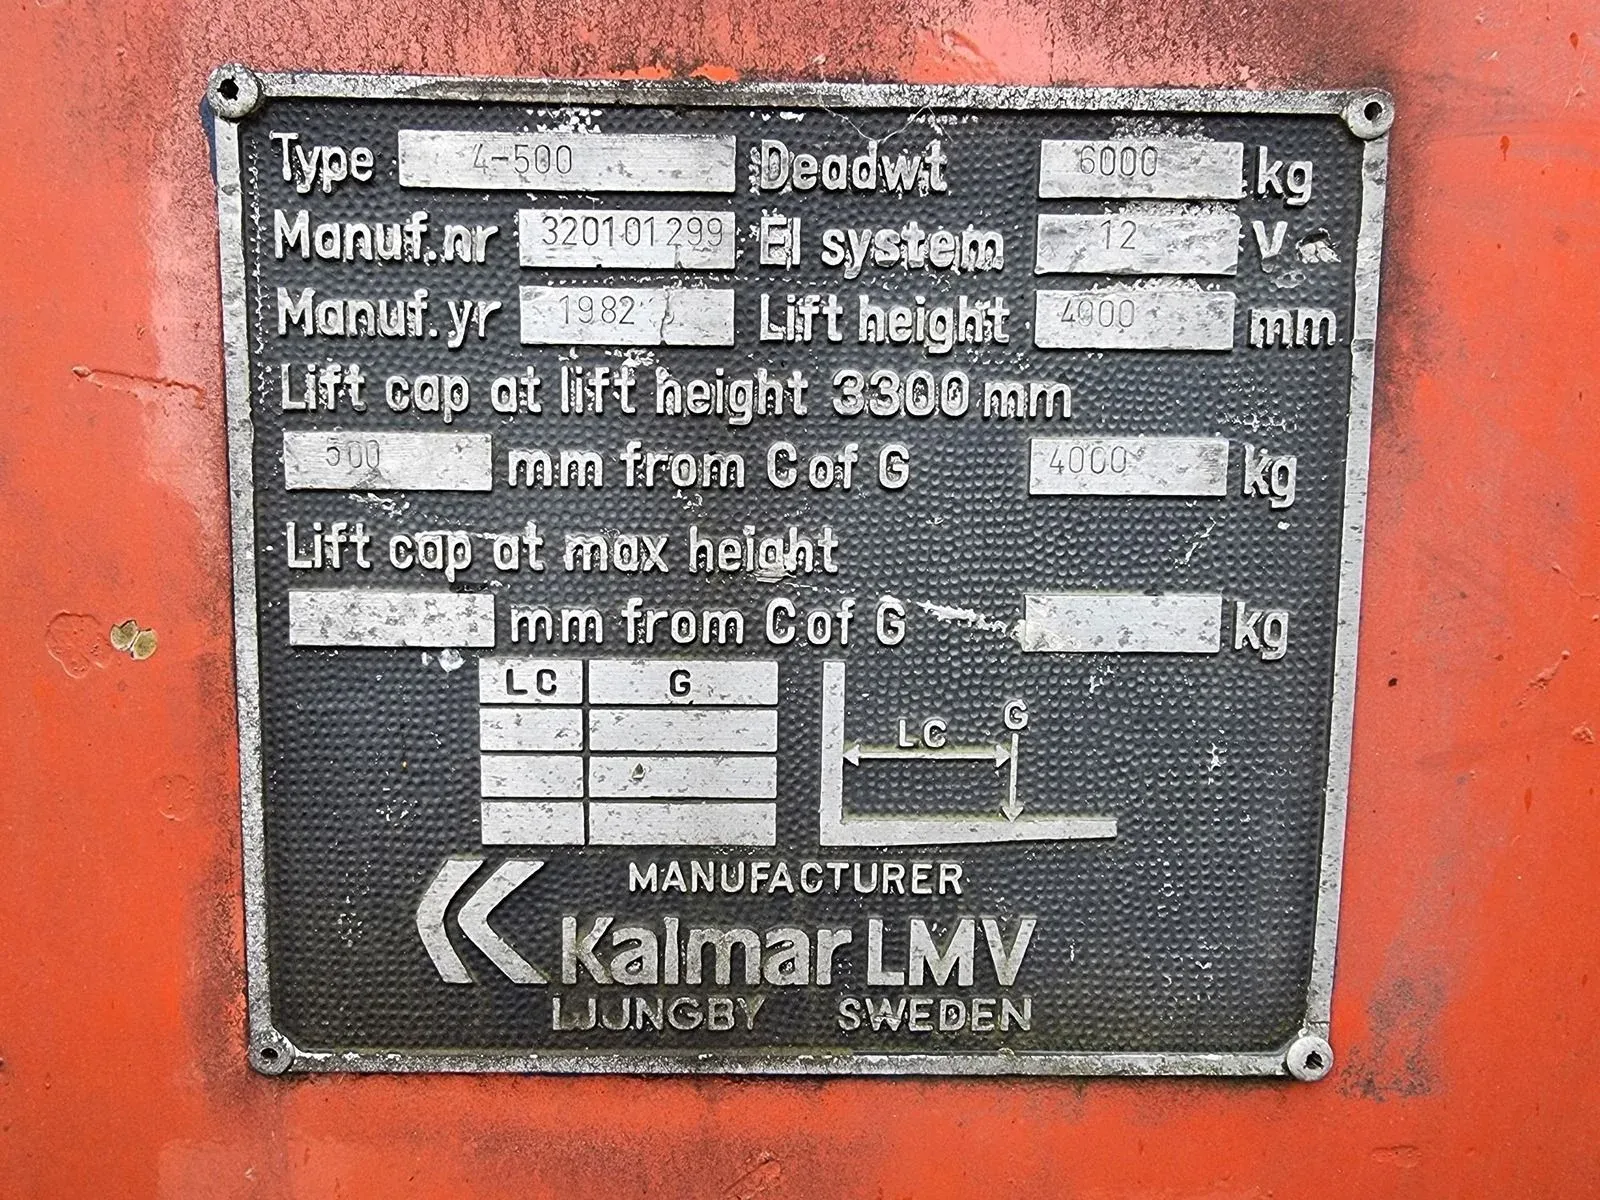 Type 4-500 Deadwt 6000 kg
Manuf.nr 320101299 El system 12 V
Manuf.yr 1982 Lift height 4000 mm
Lift cap at lift height 3300 mm
500 mm from C of G 4000 kg
Lift cap at max height
mm from C of G kg
LC G
LC G
MANUFACTURER
Kalmar LMV
LJUNGBY SWEDEN